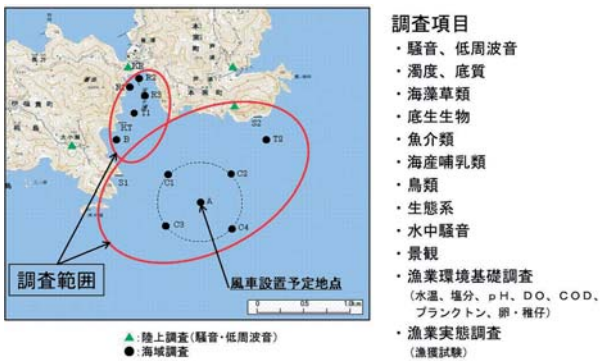 調査項目
・騒音、低周波音
・濁度、底質
・海藻草類
・底生生物
・魚介類
・海産哺乳類
・鳥類
・生態系
・水中騒音
・景観
・漁業環境基礎調査
(水温、塩分、pH、DO、COD、
プランクトン、卵・稚仔)
・漁業実態調査
(漁獲試験)
R2
R3
T1
B
S2
T2
S1
C1
C2
A
C3
C4
調査範囲
風車設置予定地点
0
0.5
1.0km
▲:陸上調査(騒音・低周波音)
●:海域調査